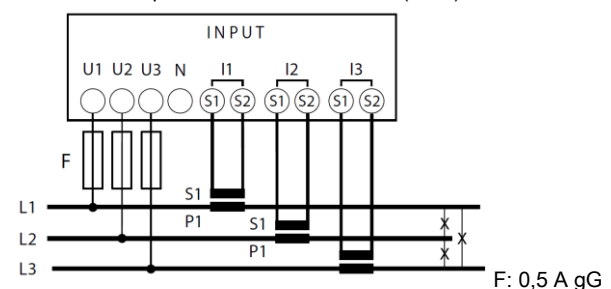 INPUT
U1 U2 U3 N I1 I2 I3
S1 S2 S1 S2 S1 S2
F
S1
L1
P1 S1
L2
P1
L3
F: 0,5 A gG